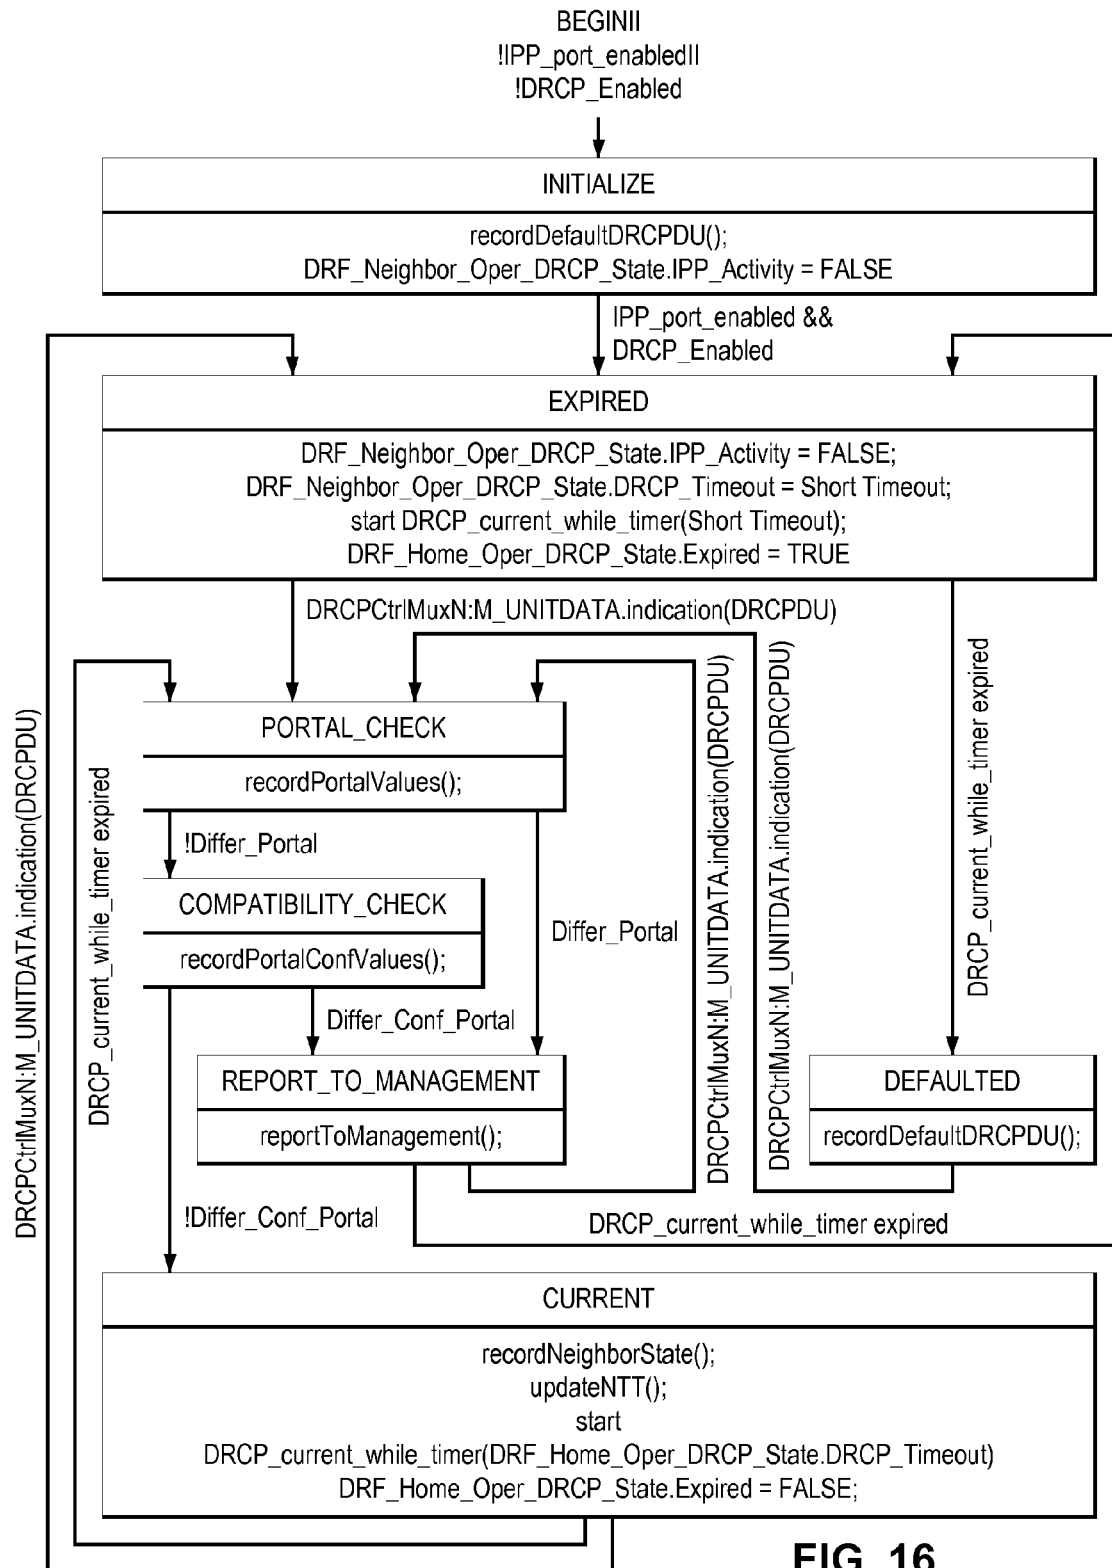 BEGINII
!IPP_port_enabledII
!DRCP_Enabled
INITIALIZE
recordDefaultDRCPDU();
DRF_Neighbor_Oper_DRCP_State.IPP_Activity = FALSE
IPP_port_enabled &&
DRCP_Enabled
EXPIRED
DRF_Neighbor_Oper_DRCP_State.IPP_Activity = FALSE;
DRF_Neighbor_Oper_DRCP_State.DRCP_Timeout = Short Timeout;
start DRCP_current_while_timer(Short Timeout);
DRF_Home_Oper_DRCP_State.Expired = TRUE
DRCPCtrlMuxN:M_UNITDATA.indication(DRCPDU)
PORTAL_CHECK
recordPortalValues();
!Differ_Portal
COMPATIBILITY_CHECK
recordPortalConfValues();
Differ_Portal
Differ_Conf_Portal
REPORT_TO_MANAGEMENT
reportToManagement();
DRCPCtrlMuxN:M_UNITDATA.indication(DRCPDU)
DRCPCtrlMuxN:M_UNITDATA.indication(DRCPDU)
DRCP_current_while_timer expired
DEFAULTED
recordDefaultDRCPDU();
DRCPCtrlMuxN:M_UNITDATA.indication(DRCPDU)
DRCP_current_while_timer expired
!Differ_Conf_Portal
DRCP_current_while_timer expired
CURRENT
recordNeighborState();
updateNTT();
start
DRCP_current_while_timer(DRF_Home_Oper_DRCP_State.DRCP_Timeout)
DRF_Home_Oper_DRCP_State.Expired = FALSE;
FIG. 16